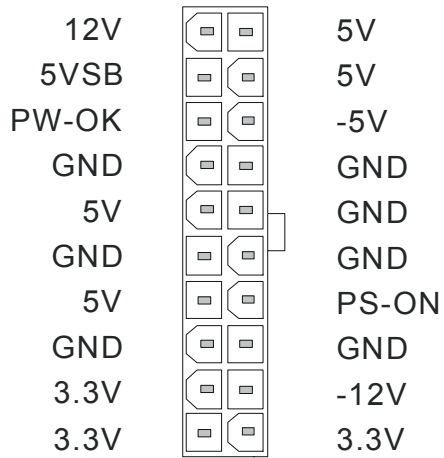 12V 5V
5VSB 5V
PW-OK -5V
GND GND
5V GND
GND GND
5V PS-ON
GND GND
3.3V -12V
3.3V 3.3V